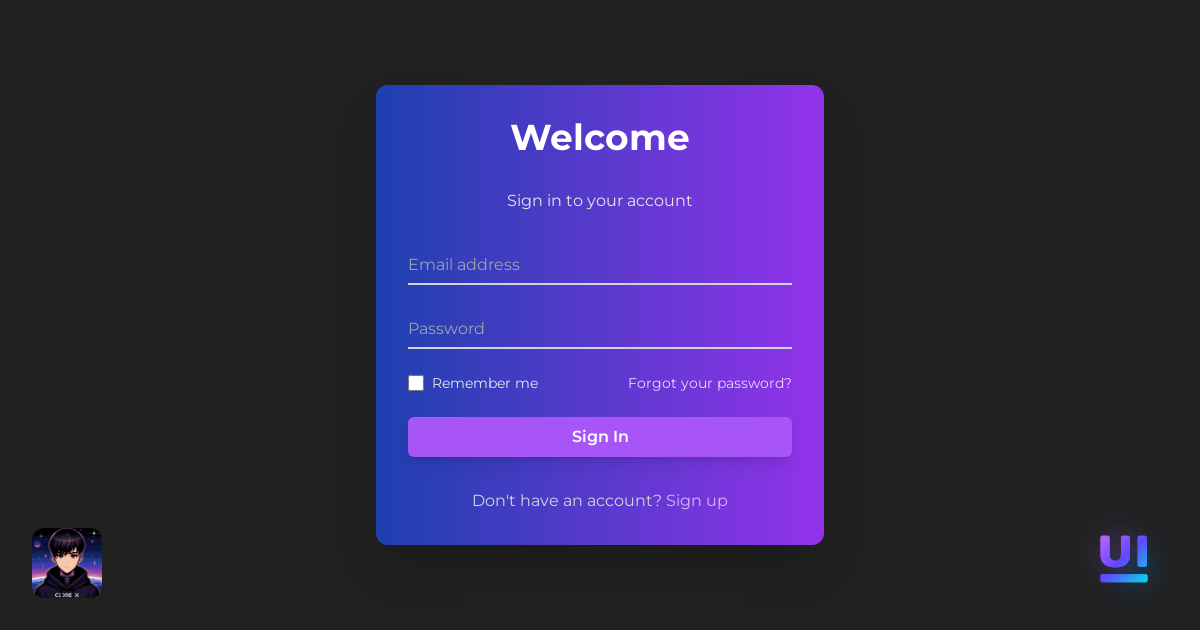 Welcome
Sign in to your account
Email address
Password
Remember me
Forgot your password?
Sign In
Don't have an account? Sign up
UI